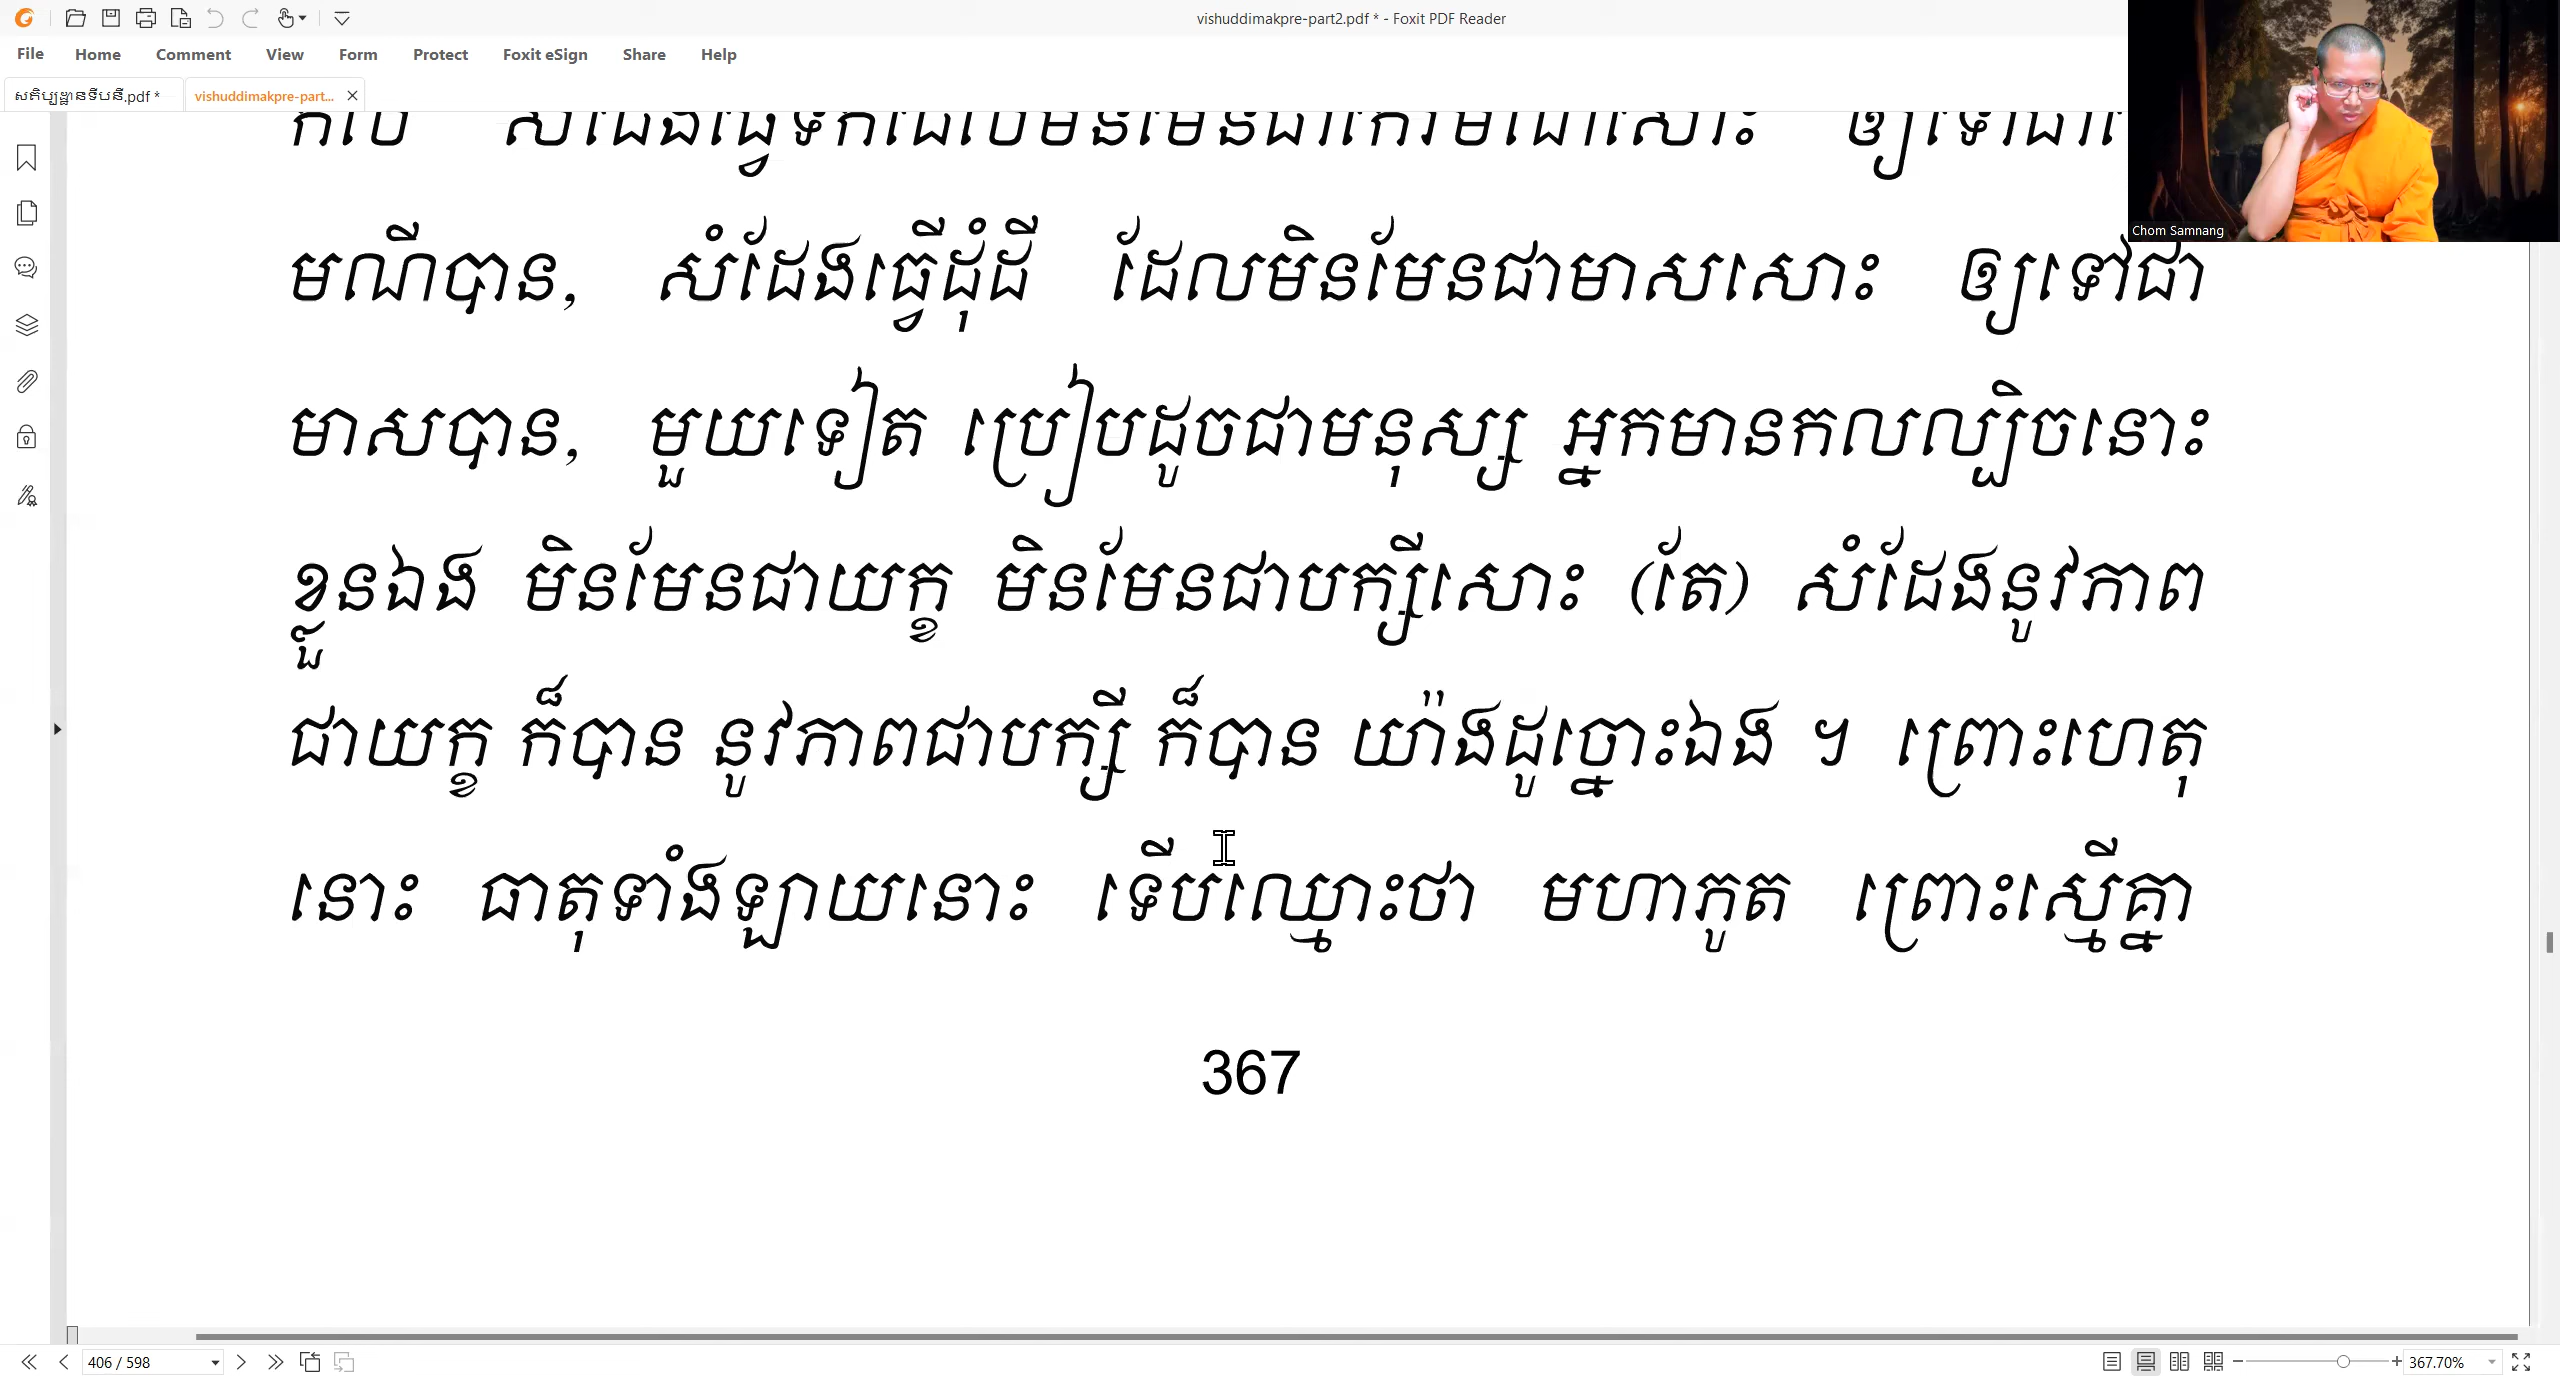 vishuddimakpre-part2.pdf * - Foxit PDF Reader
File Home Comment View Form Protect Foxit eSign Share Help
សតិប្បដ្ឋានទីបនី.pdf * vishuddimakpre-part...
Chom Samnang
មណីបាន, សំដែងធ្វើដុំដី ដែលមិនមែនជាមាសសោះ ឲ្យទៅជា
មាសបាន, មួយទៀត ប្រៀបដូចជាមនុស្ស អ្នកមានកលល្បិចនោះ
ខ្លួនឯង មិនមែនជាយក្ខ មិនមែនជាបក្សីសោះ (តែ) សំដែងនូវភាព
ជាយក្ខ ក៏បាន នូវភាពជាបក្សី ក៏បាន យ៉ាងដូច្នោះឯង ។ ព្រោះហេតុ
នោះ ធាតុទាំងឡាយនោះ ទើបឈ្មោះថា មហាភូត ព្រោះស្មើគ្នា
367
406 / 598 367.70%